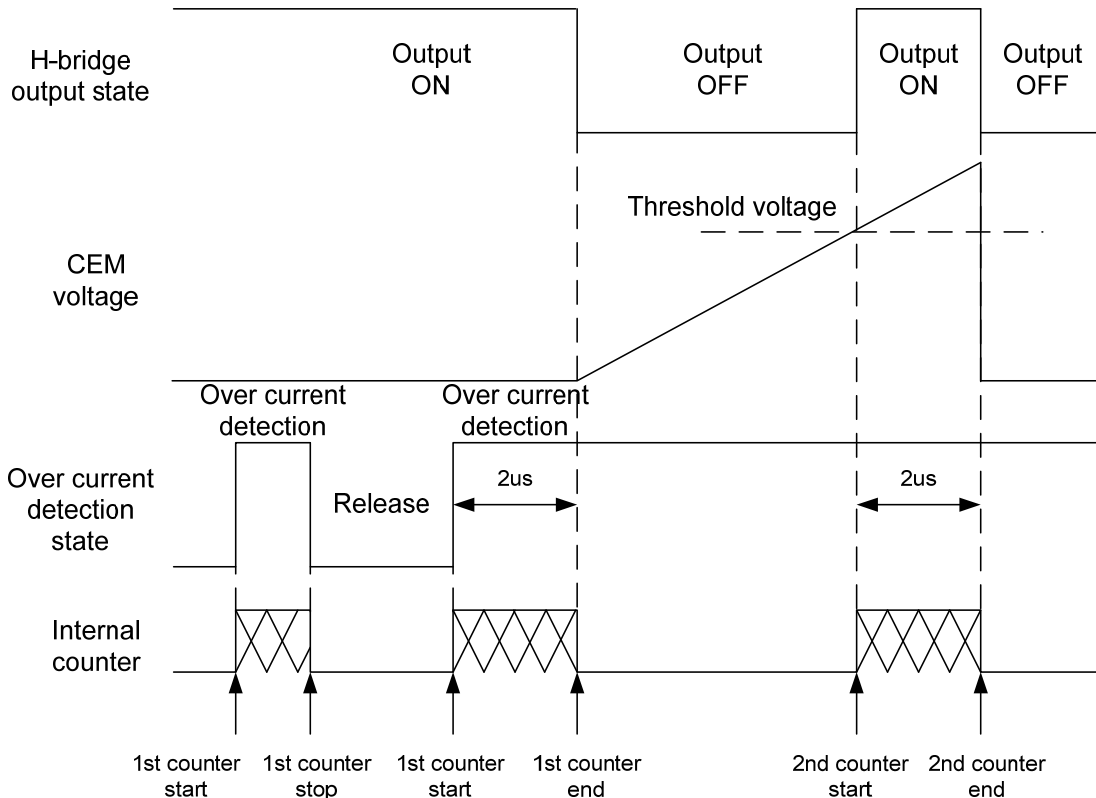 H-bridge
output state
Output
ON
Output
OFF
Output
ON
Output
OFF
Threshold voltage
CEM
voltage
Over current
detection
Over current
detection
Over current
detection
state
Release
2us
2us
Internal
counter
1st counter
start
1st counter
stop
1st counter
start
1st counter
end
2nd counter
start
2nd counter
end